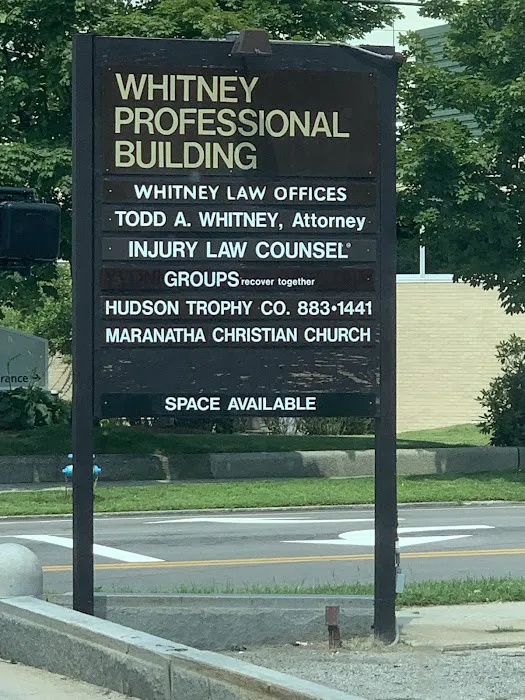 WHITNEY
PROFESSIONAL
BUILDING
WHITNEY LAW OFFICES
TODD A. WHITNEY, Attorney
INJURY LAW COUNSEL®
GROUPS recover together
HUDSON TROPHY CO. 883•1441
MARANATHA CHRISTIAN CHURCH
SPACE AVAILABLE